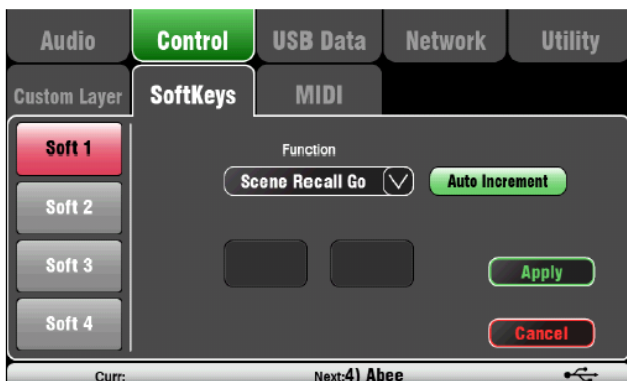 Audio Control USB Data Network Utility
Custom Layer SoftKeys MIDI
Soft 1
Function
Scene Recall Go Auto Increment
Soft 2
Soft 3
Apply
Soft 4
Cancel
Curr: Next:4) Abee